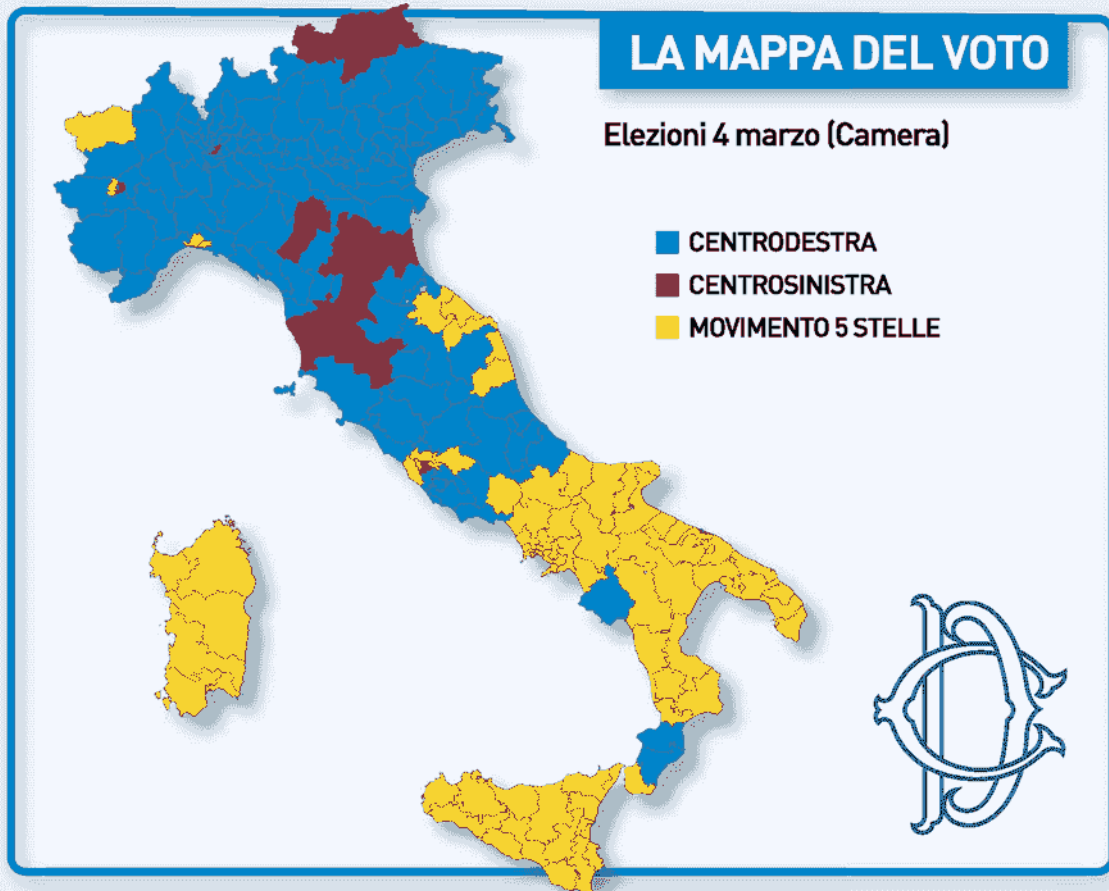 LA MAPPA DEL VOTO
Elezioni 4 marzo (Camera)
CENTRODESTRA
CENTROSINISTRA
MOVIMENTO 5 STELLE